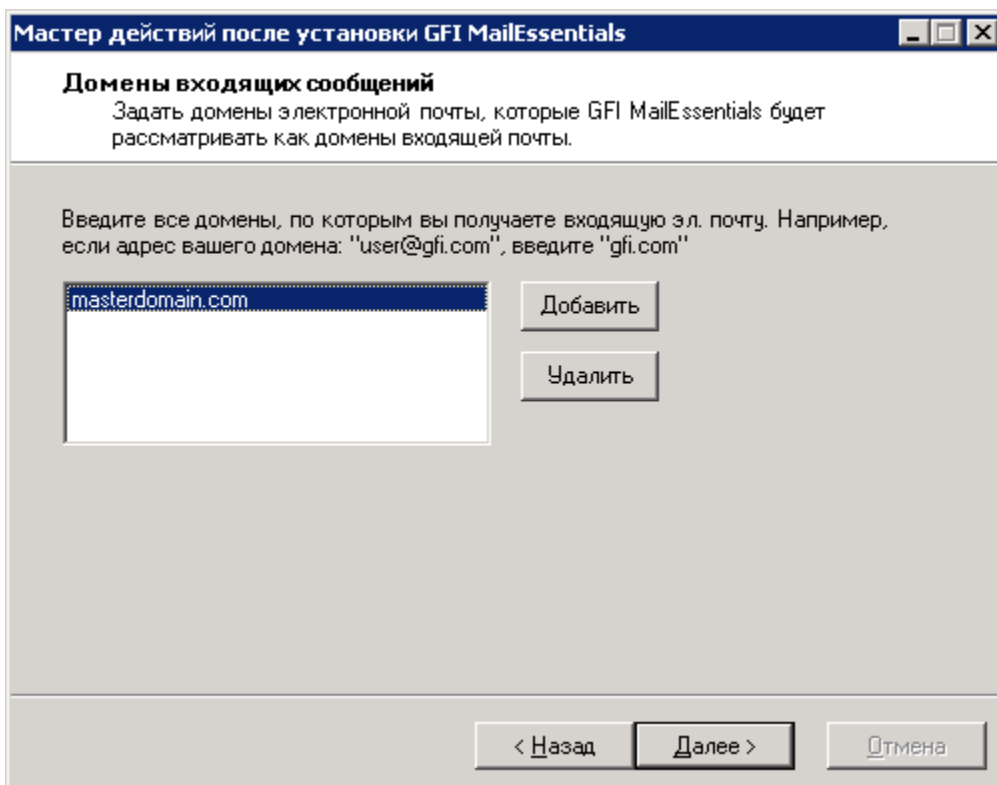 Мастер действий после установки GFI MailEssentials
Домены входящих сообщений
Задать домены электронной почты, которые GFI MailEssentials будет
рассматривать как домены входящей почты.
Введите все домены, по которым вы получаете входящую эл. почту. Например,
если адрес вашего домена: "user@gfi.com", введите "gfi.com"
masterdomain.com
Добавить
Удалить
< Назад
Далее >
Отмена